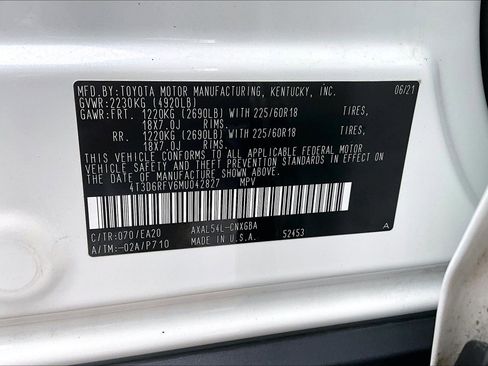 MFD.BY:TOYOTA MOTOR MANUFACTURING, KENTUCKY, INC. 06/21
GVWR:2230KG (4920LB)
GAWR:FRT. 1220KG (2690LB) WITH 225/60R18 TIRES,
18X7.0J RIMS.
RR. 1220KG (2690LB) WITH 225/60R18 TIRES,
18X7.0J RIMS.
THIS VEHICLE CONFORMS TO ALL APPLICABLE FEDERAL MOTOR
VEHICLE SAFETY AND THEFT PREVENTION STANDARDS IN EFFECT
ON THE DATE OF MANUFACTURE SHOWN ABOVE.
4T3D6RFV6MU042827 MPV
C/TR:070/EA20 AXAL54L-CNXGBA A
A/TM:-02A/P710 MADE IN U.S.A. 52453